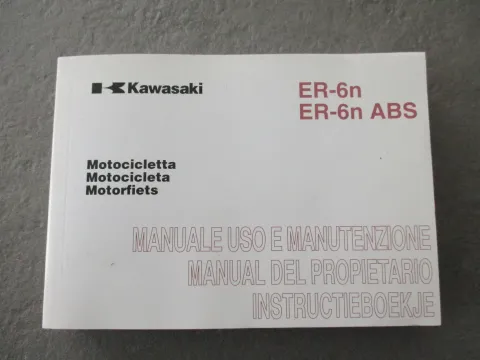 Kawasaki
ER-6n
ER-6n ABS
Motocicletta
Motocicleta
Motorfiets
MANUALE USO E MANUTENZIONE
MANUAL DEL PROPIETARIO
INSTRUCTIEBOEKJE